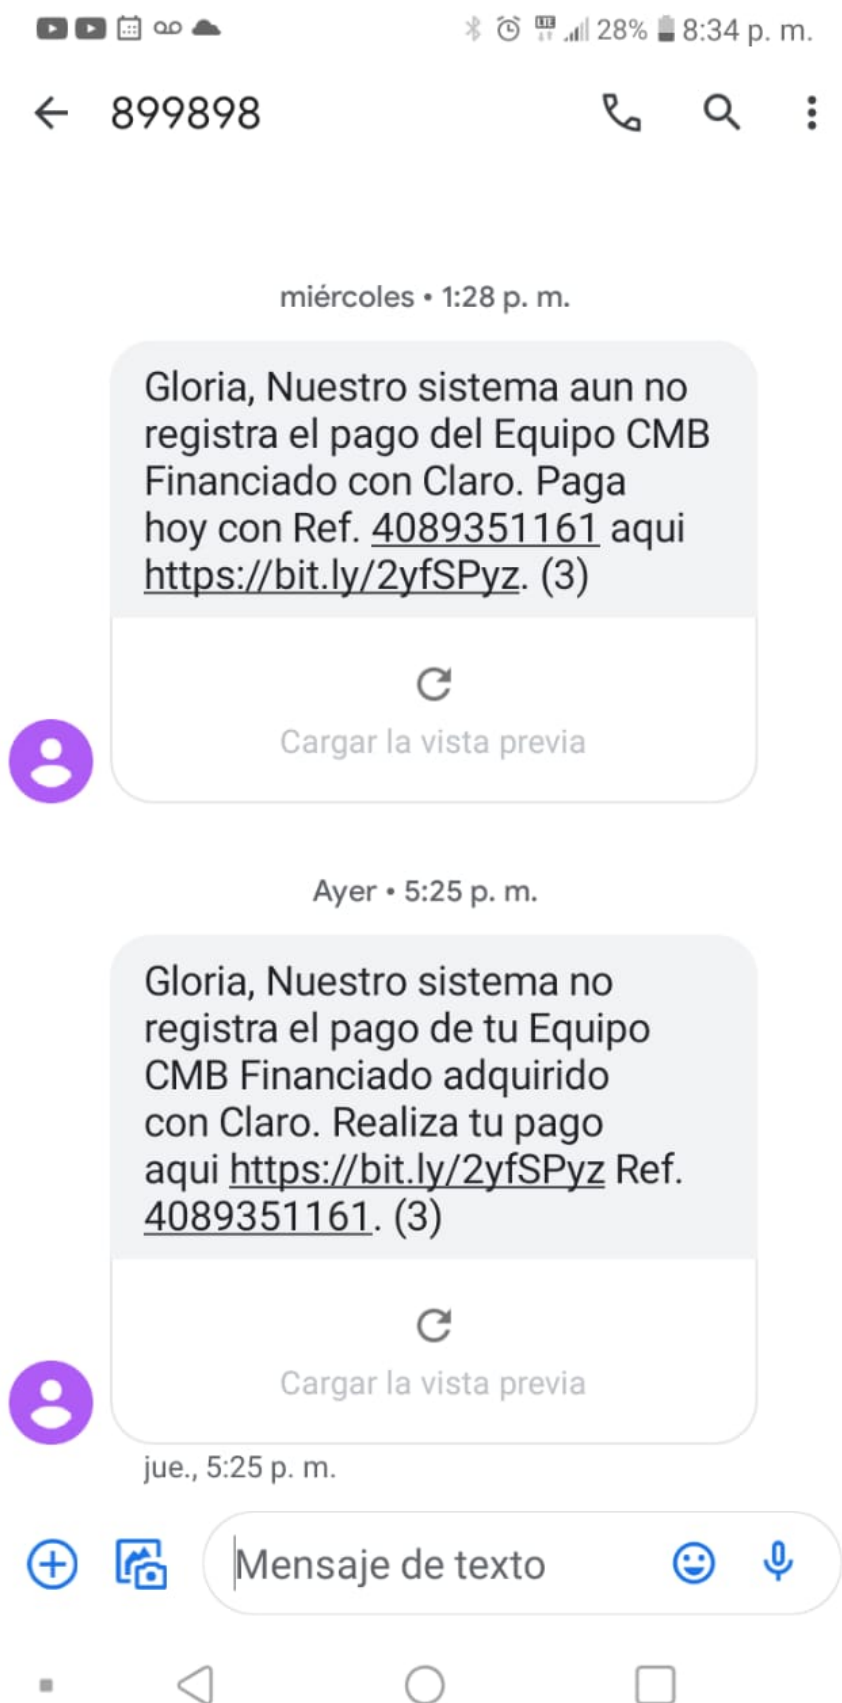 28% 8:34 p. m.
899898
miércoles • 1:28 p. m.
Gloria, Nuestro sistema aun no
registra el pago del Equipo CMB
Financiado con Claro. Paga
hoy con Ref. 4089351161 aqui
https://bit.ly/2yfSPyz. (3)
Cargar la vista previa
Ayer • 5:25 p. m.
Gloria, Nuestro sistema no
registra el pago de tu Equipo
CMB Financiado adquirido
con Claro. Realiza tu pago
aqui https://bit.ly/2yfSPyz Ref.
4089351161. (3)
Cargar la vista previa
jue., 5:25 p. m.
Mensaje de texto